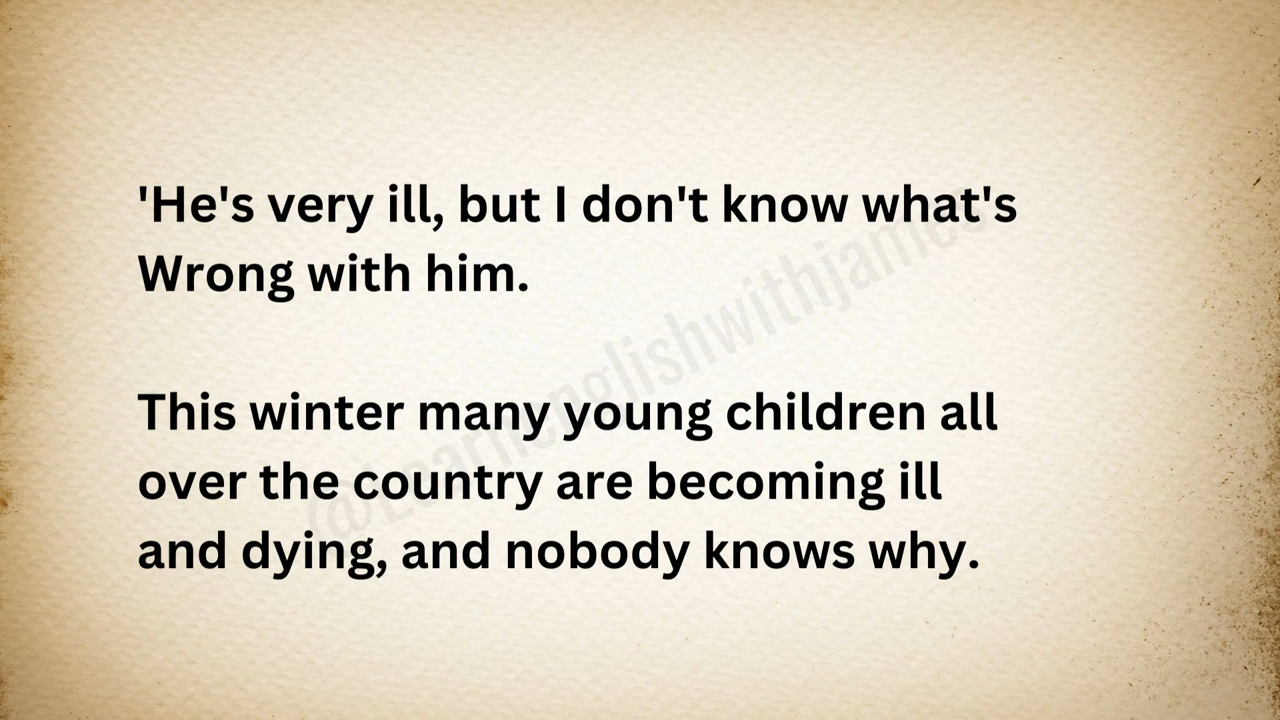 'He's very ill, but I don't know what's
Wrong with him.
This winter many young children all
over the country are becoming ill
and dying, and nobody knows why.
@Learnenglishwithjames